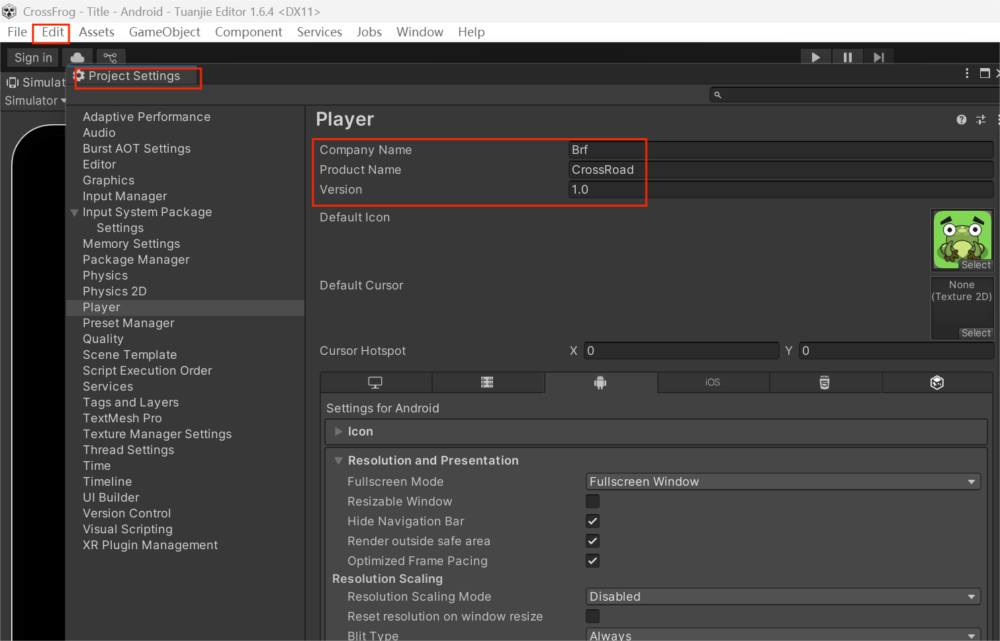 CrossFrog - Title - Android - Tuanjie Editor 1.6.4 <DX11>
File Edit Assets GameObject Component Services Jobs Window Help
Sign in
Project Settings
Simulat
Simulator
Adaptive Performance
Audio
Burst AOT Settings
Editor
Graphics
Input Manager
Input System Package
Settings
Memory Settings
Package Manager
Physics
Physics 2D
Player
Preset Manager
Quality
Scene Template
Script Execution Order
Services
Tags and Layers
TextMesh Pro
Texture Manager Settings
Thread Settings
Time
Timeline
UI Builder
Version Control
Visual Scripting
XR Plugin Management
Player
Company Name Brf
Product Name CrossRoad
Version 1.0
Default Icon
Select
Default Cursor
None
(Texture 2D)
Select
Cursor Hotspot X 0 Y 0
iOS
Settings for Android
Icon
Resolution and Presentation
Fullscreen Mode Fullscreen Window
Resizable Window
Hide Navigation Bar
Render outside safe area
Optimized Frame Pacing
Resolution Scaling
Resolution Scaling Mode Disabled
Reset resolution on window resize
Blit Type Always